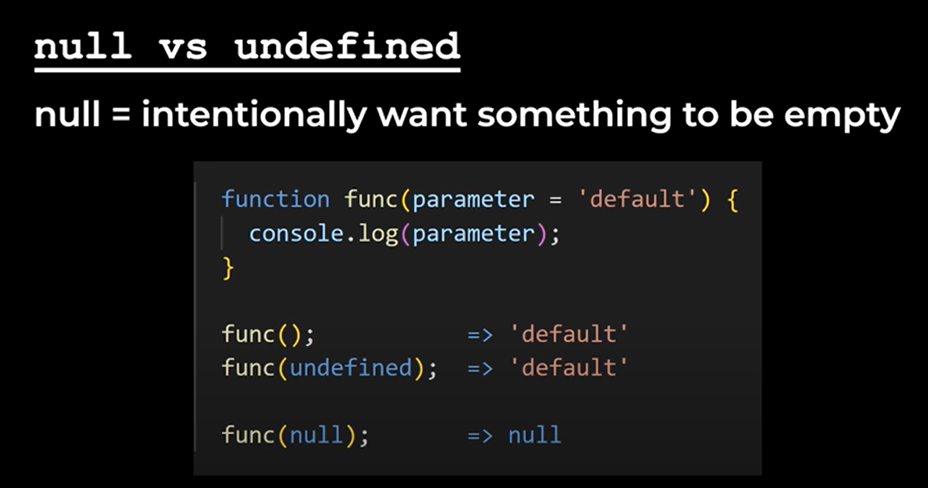 null vs undefined
null = intentionally want something to be empty
function func(parameter = 'default') {
  console.log(parameter);
}
func();          => 'default'
func(undefined); => 'default'
func(null);      => null